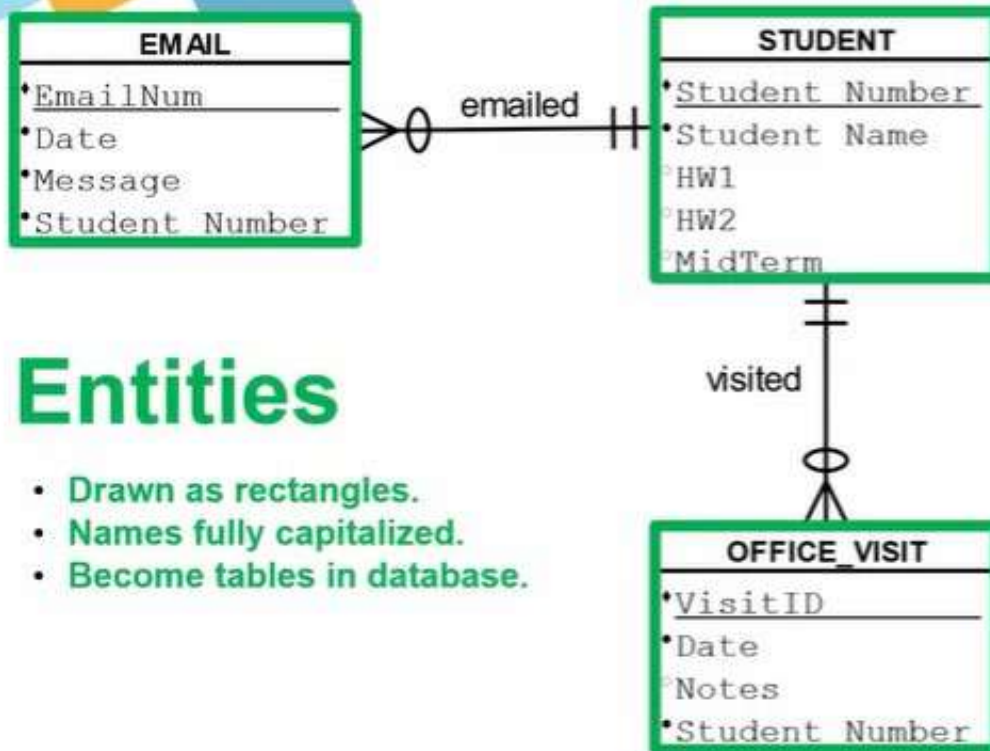 EMAIL
EmailNum
Date
Message
Student Number
emailed
STUDENT
Student Number
Student Name
HW1
HW2
MidTerm
visited
Entities
• Drawn as rectangles.
• Names fully capitalized.
• Become tables in database.
OFFICE_VISIT
VisitID
Date
Notes
Student Number